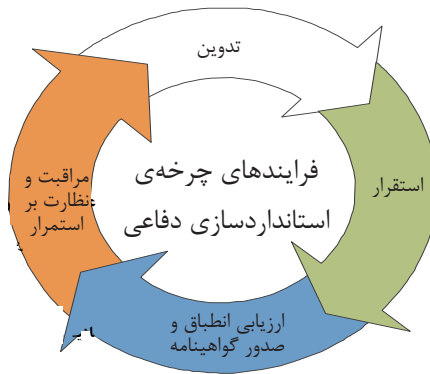 تدوین
فرایندهای چرخه‌ی
استانداردسازی دفاعی
استقرار
ارزیابی انطباق و
صدور گواهینامه
مراقبت و
نظارت بر
استمرار